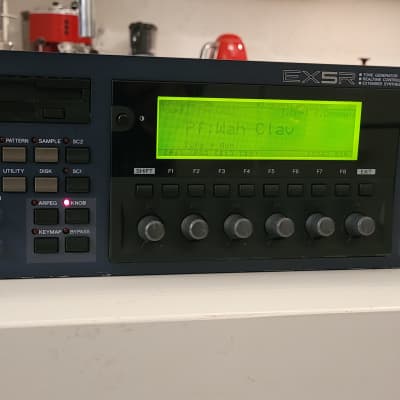 EX5R
TONE GENERATOR
REALTIME CONTROL
EXTENDED SYNTHESIS
Pf:Wah Clav
PATTERN SAMPLE SC2
SHIFT F1 F2 F3 F4 F5 F6 F7 F8 EXIT
UTILITY DISK SC1
ARPEG KNOB
KEYMAP BYPASS